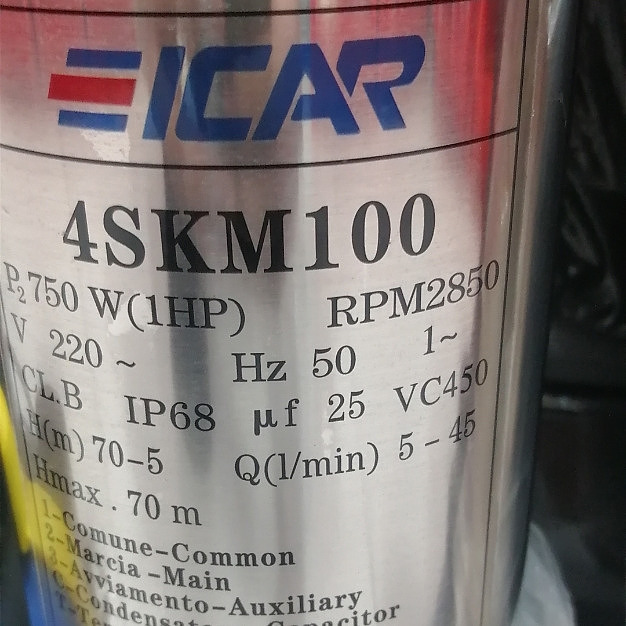 EICAR
4SKM100
P2 750 W(1HP) RPM2850
V 220 ~ Hz 50 1~
CL.B IP68 µf 25 VC450
H(m) 70-5 Q(l/min) 5-45
Hmax . 70 m
1-Comune-Common
2-Marcia-Main
3-Avviamento-Auxiliary